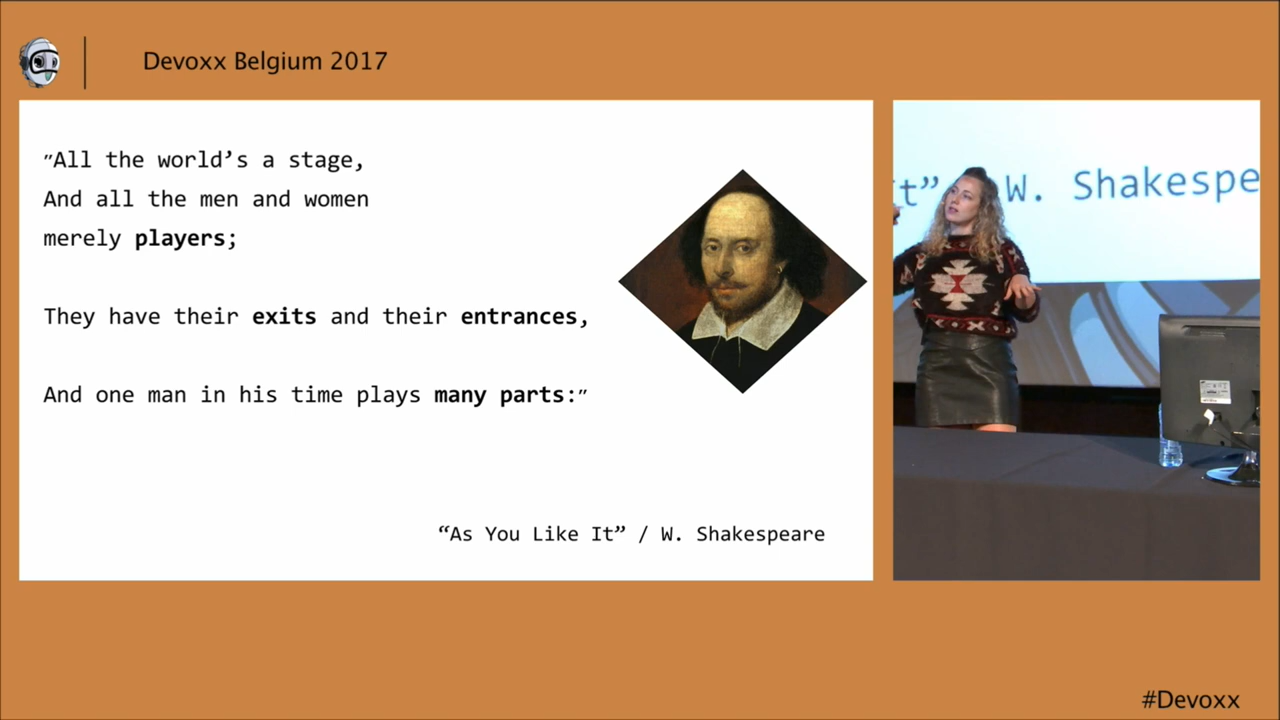 Devoxx Belgium 2017
"All the world’s a stage,
And all the men and women
merely players;
They have their exits and their entrances,
And one man in his time plays many parts:"
“As You Like It” / W. Shakespeare
t” W. Shakespe
#Devoxx